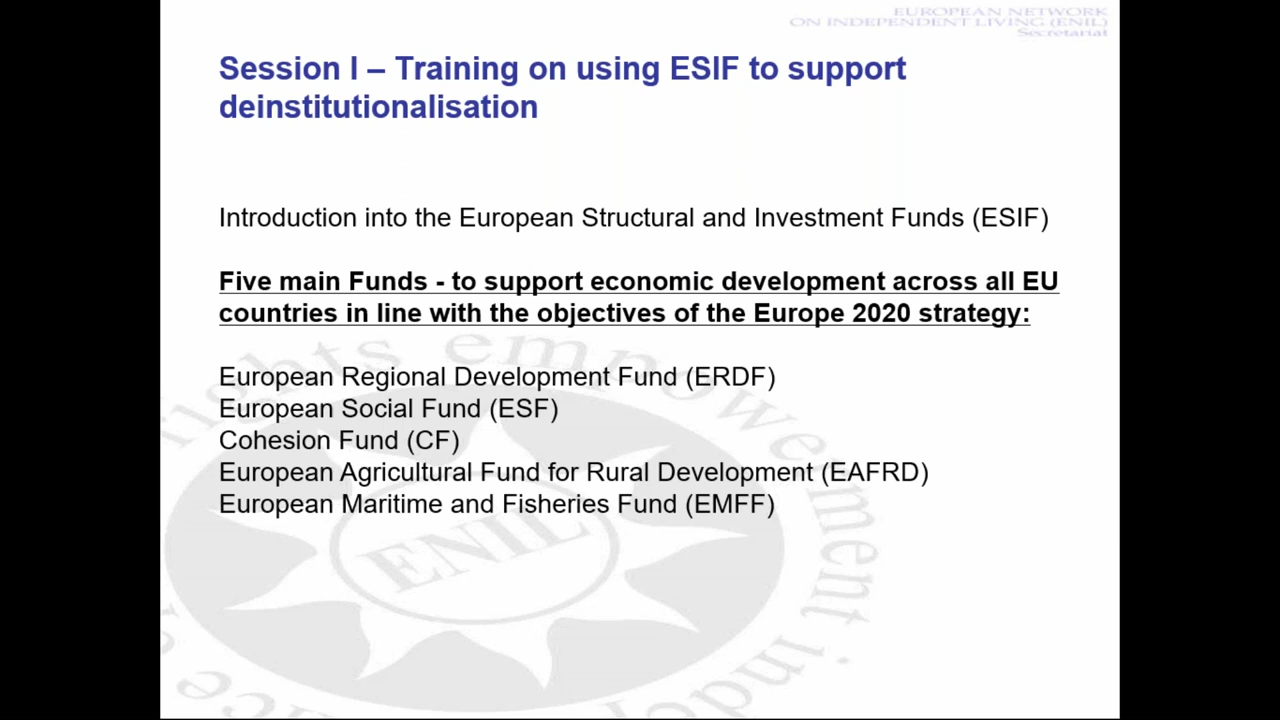 EUROPEAN NETWORK
ON INDEPENDENT LIVING (ENIL)
Secretariat
Session I – Training on using ESIF to support
deinstitutionalisation
Introduction into the European Structural and Investment Funds (ESIF)
Five main Funds - to support economic development across all EU
countries in line with the objectives of the Europe 2020 strategy:
European Regional Development Fund (ERDF)
European Social Fund (ESF)
Cohesion Fund (CF)
European Agricultural Fund for Rural Development (EAFRD)
European Maritime and Fisheries Fund (EMFF)
rights empowerment
ENIL